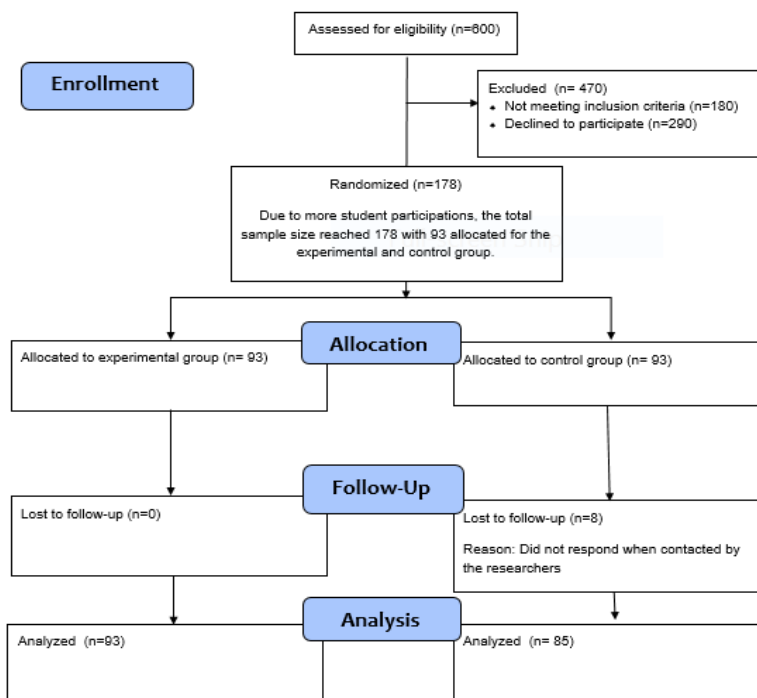 Assessed for eligibility (n=600)
Enrollment
Excluded (n= 470)
⬥ Not meeting inclusion criteria (n=180)
⬥ Declined to participate (n=290)
Randomized (n=178)
Due to more student participations, the total
sample size reached 178 with 93 allocated for the
experimental and control group.
Allocation
Allocated to experimental group (n= 93)
Allocated to control group (n= 93)
Follow-Up
Lost to follow-up (n=0)
Lost to follow-up (n=8)
Reason: Did not respond when contacted by
the researchers
Analysis
Analyzed (n=93)
Analyzed (n= 85)